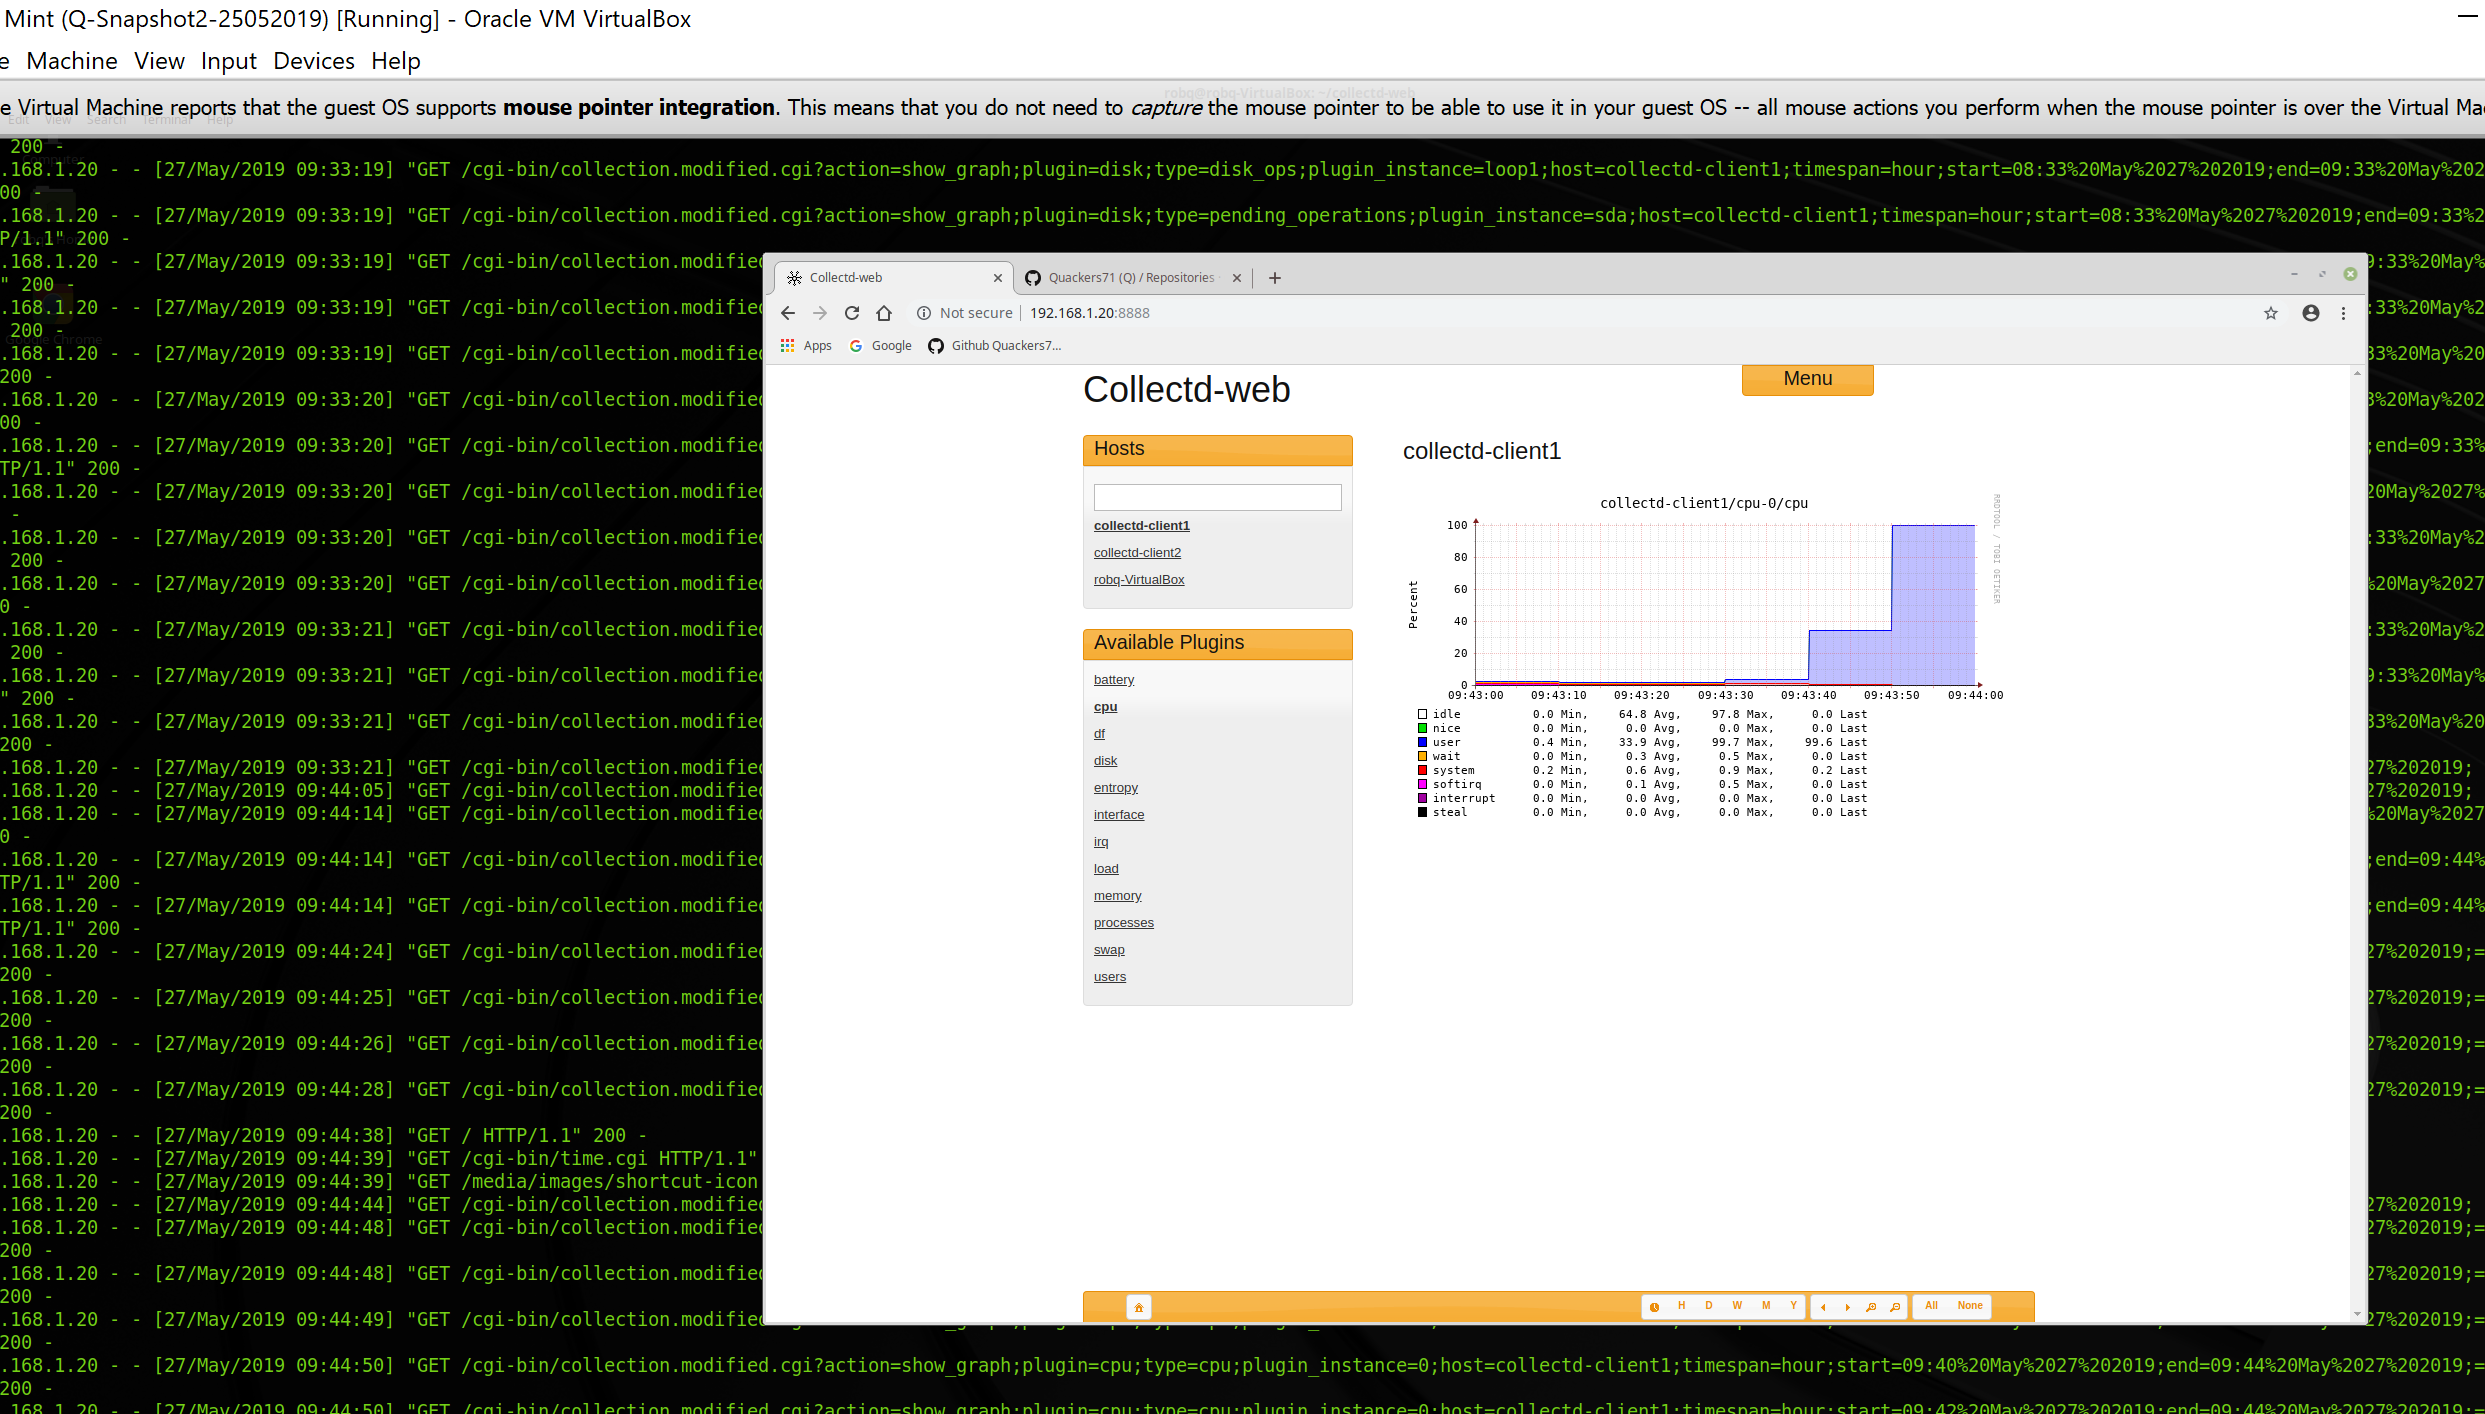 Mint (Q-Snapshot2-25052019) [Running] - Oracle VM VirtualBox
e Machine View Input Devices Help
robq@robq-VirtualBox: ~/collectd-web
e Virtual Machine reports that the guest OS supports mouse pointer integration. This means that you do not need to capture the mouse pointer to be able to use it in your guest OS -- all mouse actions you perform when the mouse pointer is over the Virtual Ma
Edit View Search Terminal Help
200 -
.168.1.20 - - [27/May/2019 09:33:19] "GET /cgi-bin/collection.modified.cgi?action=show_graph;plugin=disk;type=disk_ops;plugin_instance=loop1;host=collectd-client1;timespan=hour;start=08:33%20May%2027%202019;end=09:33%20May%202
00 -
.168.1.20 - - [27/May/2019 09:33:19] "GET /cgi-bin/collection.modified.cgi?action=show_graph;plugin=disk;type=pending_operations;plugin_instance=sda;host=collectd-client1;timespan=hour;start=08:33%20May%2027%202019;end=09:33%2
P/1.1" 200 -
.168.1.20 - - [27/May/2019 09:33:19] "GET /cgi-bin/collection.modified
" 200 -
.168.1.20 - - [27/May/2019 09:33:19] "GET /cgi-bin/collection.modified
200 -
.168.1.20 - - [27/May/2019 09:33:19] "GET /cgi-bin/collection.modified
200 -
.168.1.20 - - [27/May/2019 09:33:20] "GET /cgi-bin/collection.modified
00 -
.168.1.20 - - [27/May/2019 09:33:20] "GET /cgi-bin/collection.modified
TP/1.1" 200 -
.168.1.20 - - [27/May/2019 09:33:20] "GET /cgi-bin/collection.modified
-
.168.1.20 - - [27/May/2019 09:33:20] "GET /cgi-bin/collection.modified
200 -
.168.1.20 - - [27/May/2019 09:33:20] "GET /cgi-bin/collection.modified
0 -
.168.1.20 - - [27/May/2019 09:33:21] "GET /cgi-bin/collection.modified
200 -
.168.1.20 - - [27/May/2019 09:33:21] "GET /cgi-bin/collection.modified
" 200 -
.168.1.20 - - [27/May/2019 09:33:21] "GET /cgi-bin/collection.modified
200 -
.168.1.20 - - [27/May/2019 09:33:21] "GET /cgi-bin/collection.modified
.168.1.20 - - [27/May/2019 09:44:05] "GET /cgi-bin/collection.modified
.168.1.20 - - [27/May/2019 09:44:14] "GET /cgi-bin/collection.modified
0 -
.168.1.20 - - [27/May/2019 09:44:14] "GET /cgi-bin/collection.modified
TP/1.1" 200 -
.168.1.20 - - [27/May/2019 09:44:14] "GET /cgi-bin/collection.modified
TP/1.1" 200 -
.168.1.20 - - [27/May/2019 09:44:24] "GET /cgi-bin/collection.modified
200 -
.168.1.20 - - [27/May/2019 09:44:25] "GET /cgi-bin/collection.modified
200 -
.168.1.20 - - [27/May/2019 09:44:26] "GET /cgi-bin/collection.modified
200 -
.168.1.20 - - [27/May/2019 09:44:28] "GET /cgi-bin/collection.modified
200 -
.168.1.20 - - [27/May/2019 09:44:38] "GET / HTTP/1.1" 200 -
.168.1.20 - - [27/May/2019 09:44:39] "GET /cgi-bin/time.cgi HTTP/1.1"
.168.1.20 - - [27/May/2019 09:44:39] "GET /media/images/shortcut-icon
.168.1.20 - - [27/May/2019 09:44:44] "GET /cgi-bin/collection.modified
.168.1.20 - - [27/May/2019 09:44:48] "GET /cgi-bin/collection.modified
200 -
.168.1.20 - - [27/May/2019 09:44:48] "GET /cgi-bin/collection.modified
200 -
.168.1.20 - - [27/May/2019 09:44:49] "GET /cgi-bin/collection.modified
200 -
.168.1.20 - - [27/May/2019 09:44:50] "GET /cgi-bin/collection.modified.cgi?action=show_graph;plugin=cpu;type=cpu;plugin_instance=0;host=collectd-client1;timespan=hour;start=09:40%20May%2027%202019;end=09:44%20May%2027%202019;=
200 -
.168.1.20 - - [27/May/2019 09:44:50] "GET /cgi-bin/collection.modified.cgi?action=show_graph;plugin=cpu;type=cpu;plugin_instance=0;host=collectd-client1;timespan=hour;start=09:42%20May%2027%202019;end=09:44%20May%2027%202019;=
Collectd-web
Quackers71 (Q) / Repositories
Not secure | 192.168.1.20:8888
Apps Google Github Quackers7...
Collectd-web
Menu
Hosts
collectd-client1
collectd-client2
robq-VirtualBox
Available Plugins
battery
cpu
df
disk
entropy
interface
irq
load
memory
processes
swap
users
collectd-client1
collectd-client1/cpu-0/cpu
RRDTOOL / TOBI OETIKER
Percent
100
80
60
40
20
0
09:43:00 09:43:10 09:43:20 09:43:30 09:43:40 09:43:50 09:44:00
idle 0.0 Min, 64.8 Avg, 97.8 Max, 0.0 Last
nice 0.0 Min, 0.0 Avg, 0.0 Max, 0.0 Last
user 0.4 Min, 33.9 Avg, 99.7 Max, 99.6 Last
wait 0.0 Min, 0.3 Avg, 0.5 Max, 0.0 Last
system 0.2 Min, 0.6 Avg, 0.9 Max, 0.2 Last
softirq 0.0 Min, 0.1 Avg, 0.5 Max, 0.0 Last
interrupt 0.0 Min, 0.0 Avg, 0.0 Max, 0.0 Last
steal 0.0 Min, 0.0 Avg, 0.0 Max, 0.0 Last
H D W M Y All None